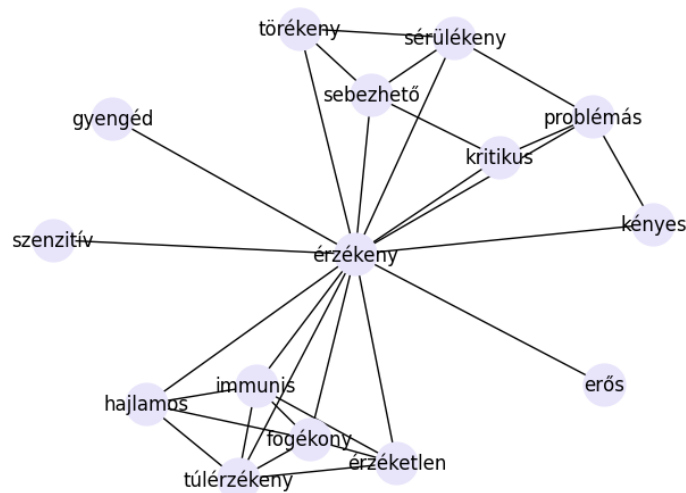 törékeny
sérülékeny
sebezhető
gyengéd
problémás
kritikus
kényes
szenzitív
érzékeny
erős
immunis
hajlamos
fogékony
érzéketlen
túlérzékeny